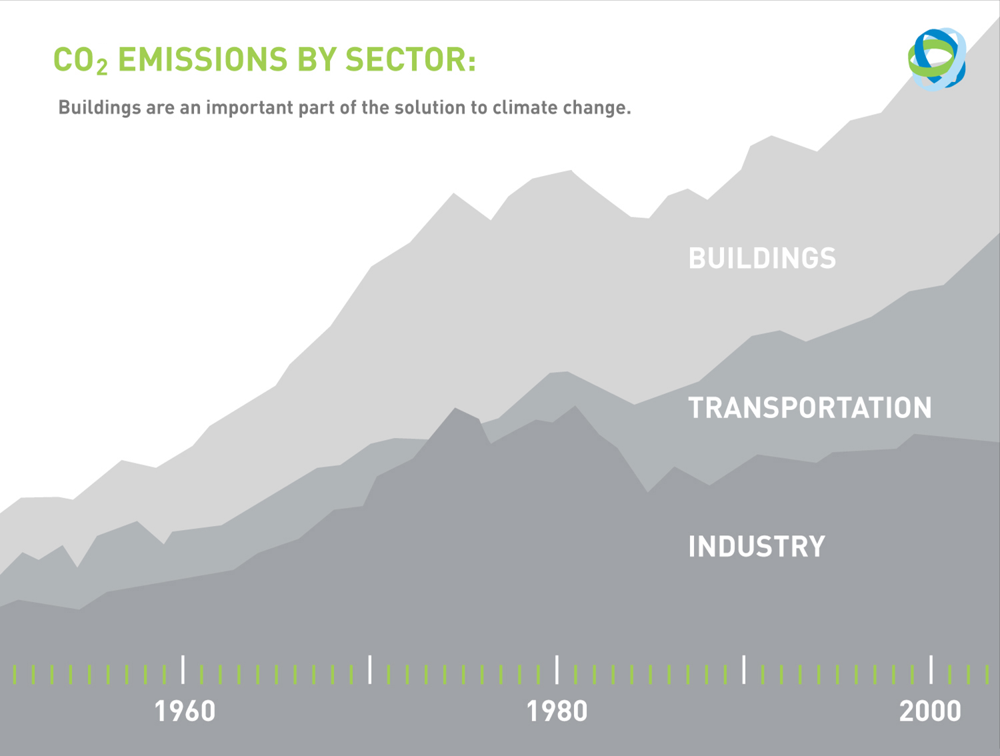 CO₂ EMISSIONS BY SECTOR:
Buildings are an important part of the solution to climate change.
BUILDINGS
TRANSPORTATION
INDUSTRY
1960 1980 2000